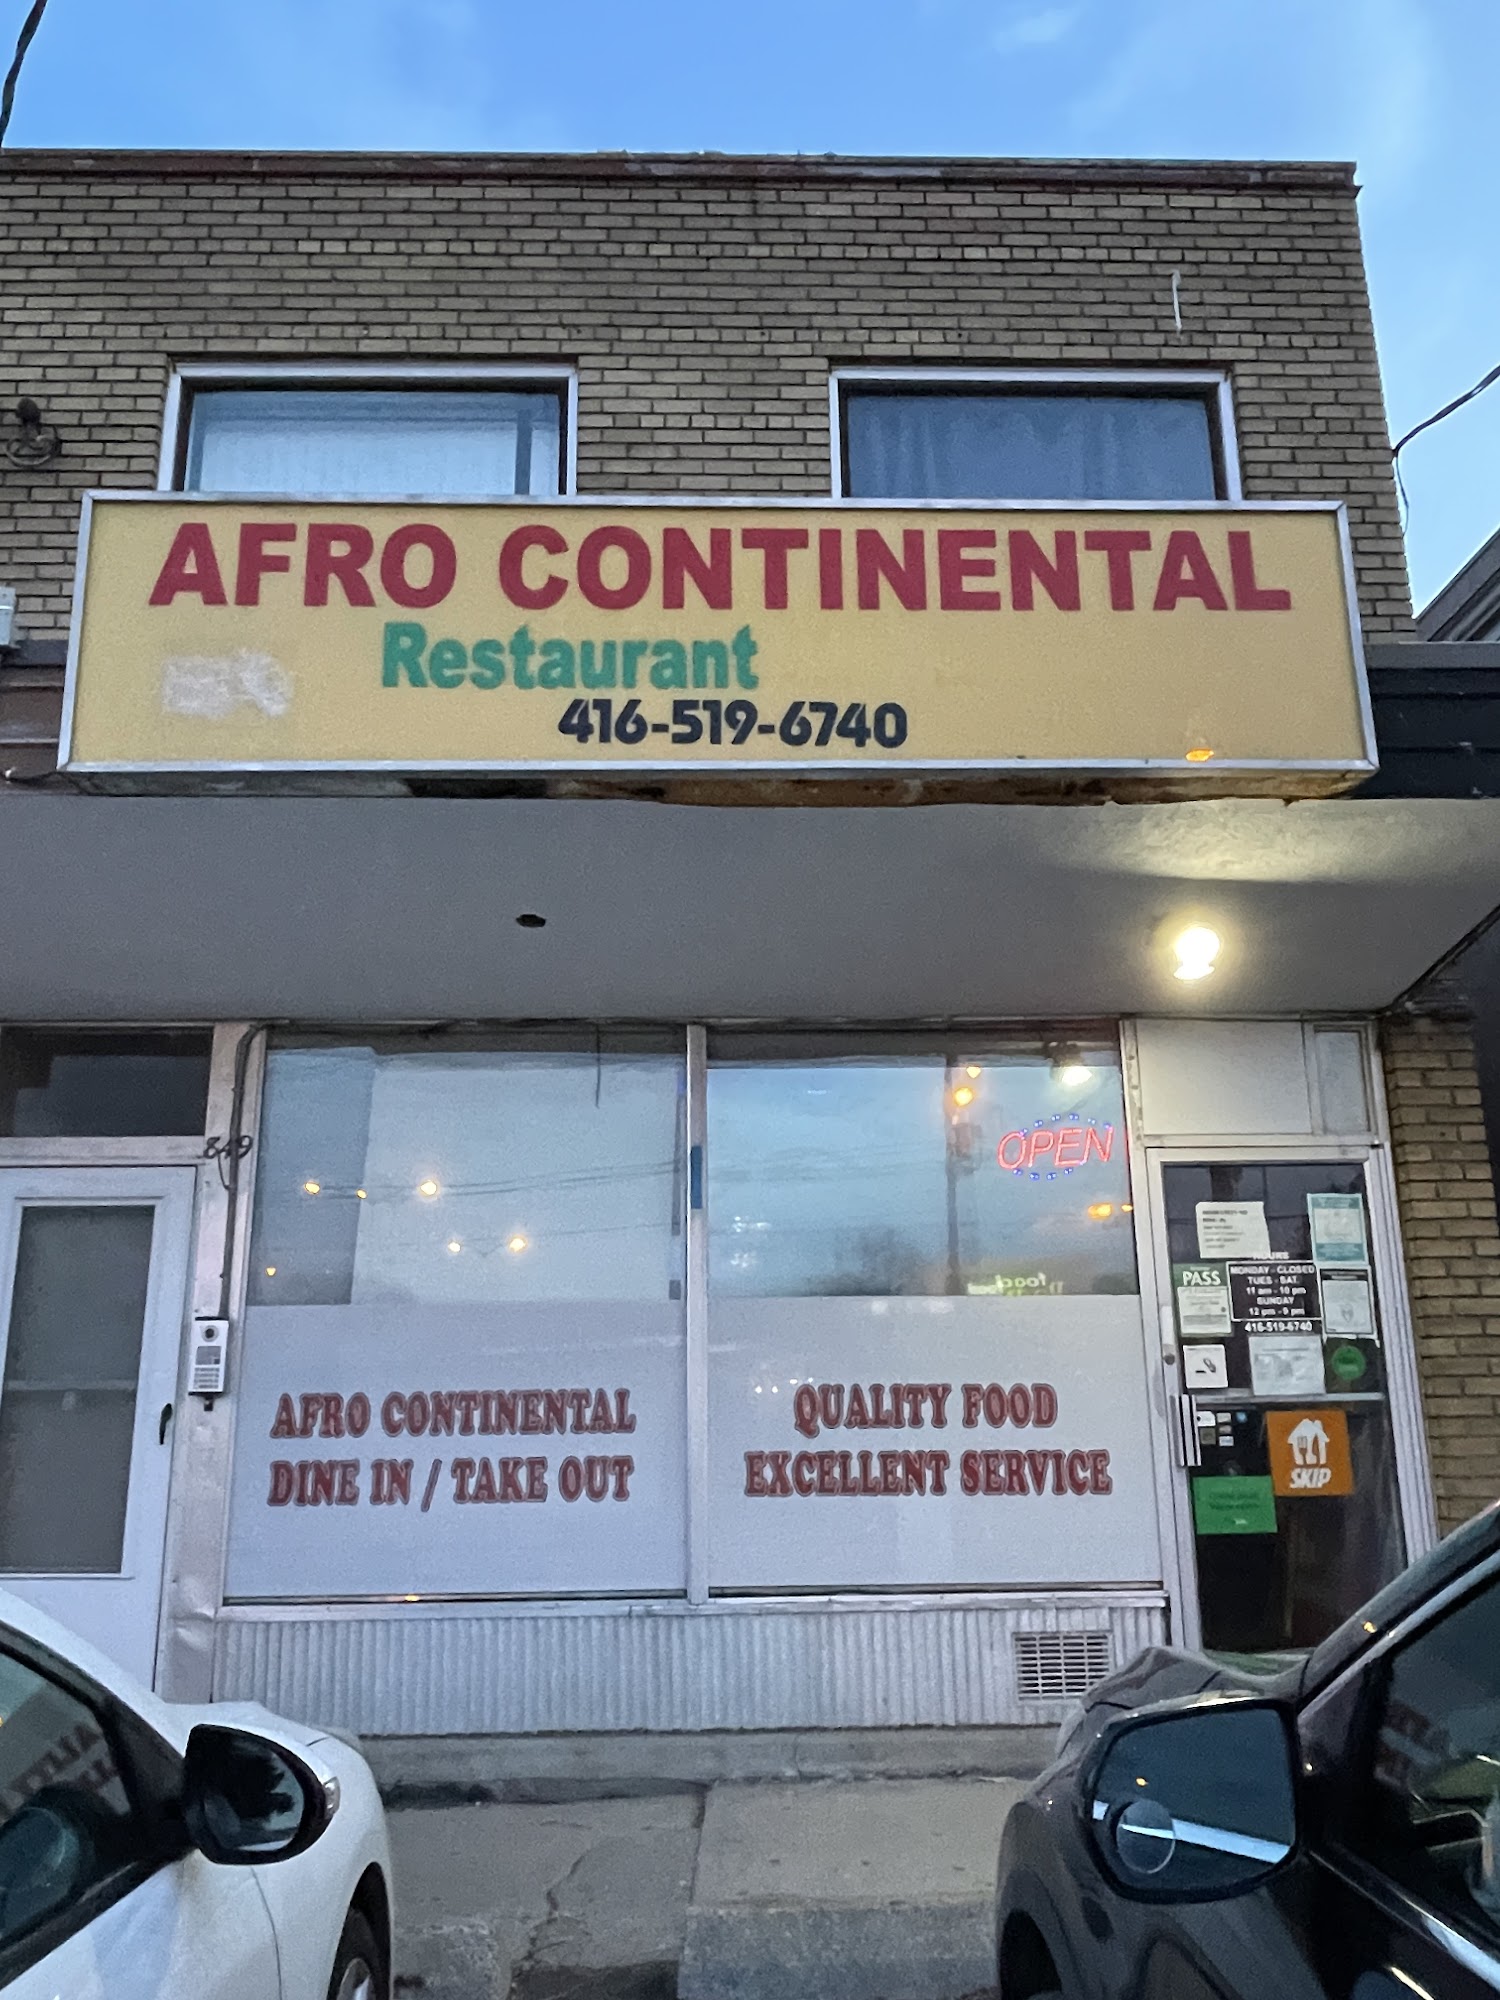 AFRO CONTINENTAL
Restaurant
416-519-6740
849
OPEN
HOURS
MONDAY - CLOSED
TUES - SAT.
11 am - 10 pm
SUNDAY
12 pm - 9 pm
416-519-6740
PASS
AFRO CONTINENTAL
DINE IN / TAKE OUT
QUALITY FOOD
EXCELLENT SERVICE
SKIP